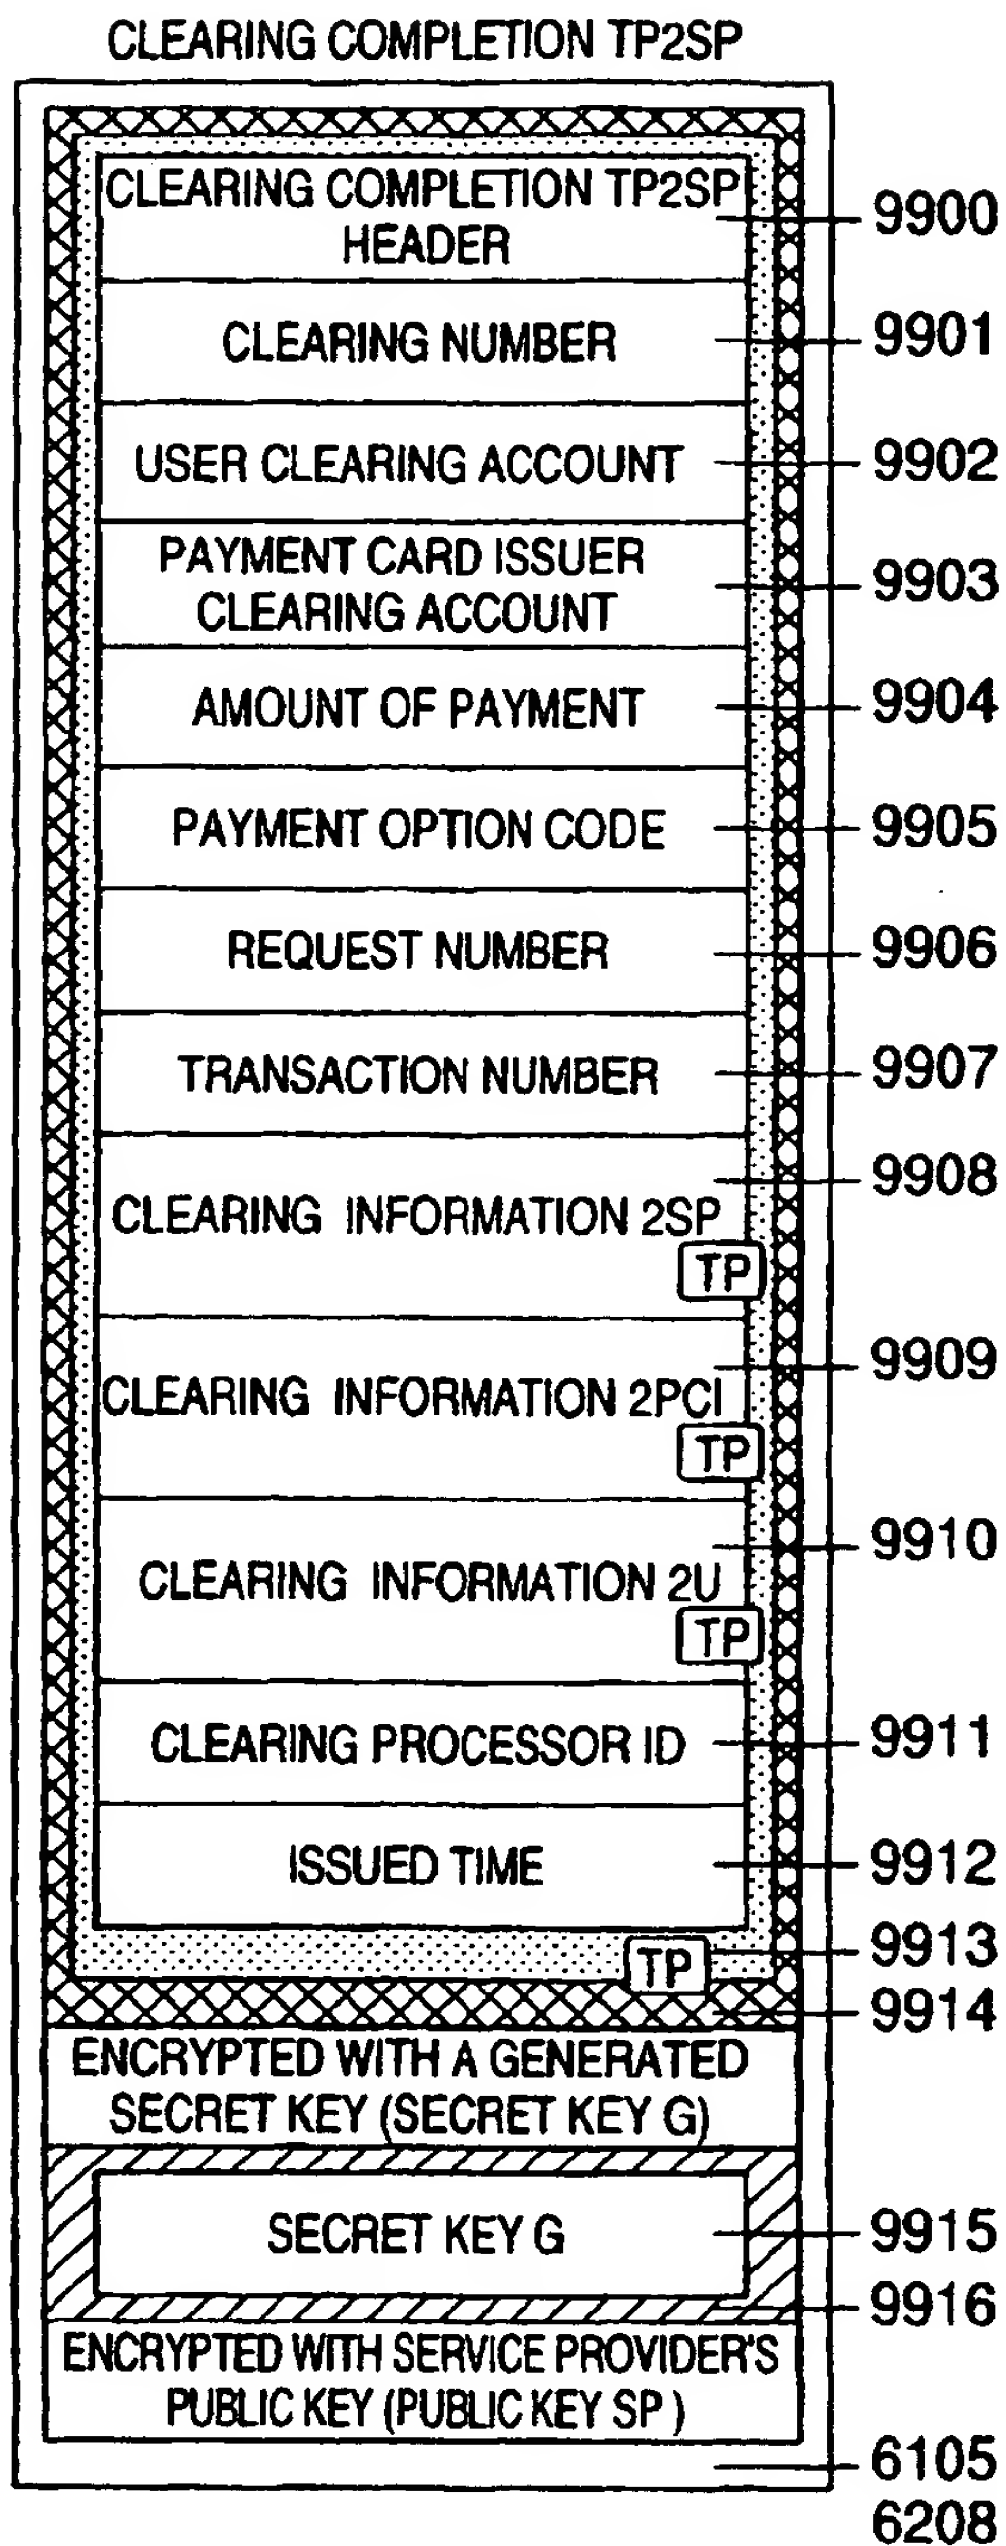 CLEARING COMPLETION TP2SP
CLEARING COMPLETION TP2SP
HEADER
9900
CLEARING NUMBER
9901
USER CLEARING ACCOUNT
9902
PAYMENT CARD ISSUER
CLEARING ACCOUNT
9903
AMOUNT OF PAYMENT
9904
PAYMENT OPTION CODE
9905
REQUEST NUMBER
9906
TRANSACTION NUMBER
9907
CLEARING INFORMATION 2SP
9908
TP
CLEARING INFORMATION 2PCI
9909
TP
CLEARING INFORMATION 2U
9910
TP
CLEARING PROCESSOR ID
9911
ISSUED TIME
9912
TP
9913
9914
ENCRYPTED WITH A GENERATED
SECRET KEY (SECRET KEY G)
SECRET KEY G
9915
9916
ENCRYPTED WITH SERVICE PROVIDER'S
PUBLIC KEY (PUBLIC KEY SP )
6105
6208